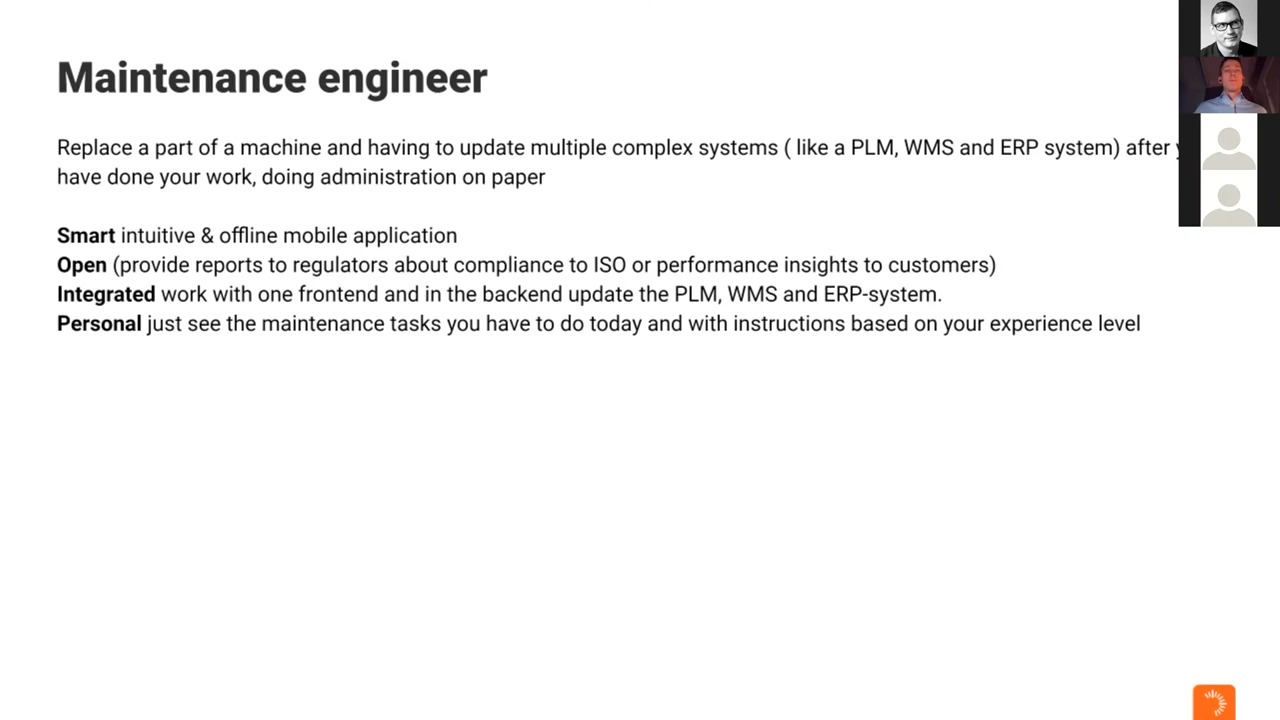 Maintenance engineer
Replace a part of a machine and having to update multiple complex systems ( like a PLM, WMS and ERP system) after
have done your work, doing administration on paper
Smart intuitive & offline mobile application
Open (provide reports to regulators about compliance to ISO or performance insights to customers)
Integrated work with one frontend and in the backend update the PLM, WMS and ERP-system.
Personal just see the maintenance tasks you have to do today and with instructions based on your experience level